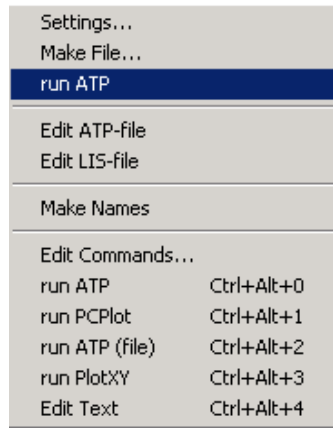 Settings...
Make File...
run ATP
Edit ATP-file
Edit LIS-file
Make Names
Edit Commands...
run ATP Ctrl+Alt+0
run PCPlot Ctrl+Alt+1
run ATP (file) Ctrl+Alt+2
run PlotXY Ctrl+Alt+3
Edit Text Ctrl+Alt+4